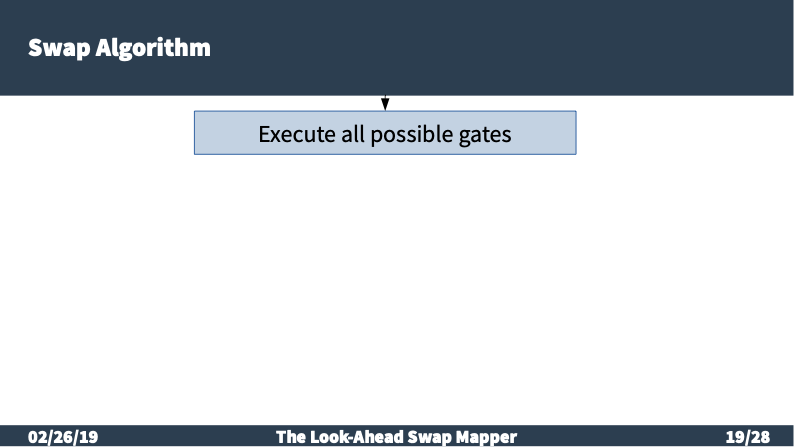 Swap Algorithm
Execute all possible gates
02/26/19
The Look-Ahead Swap Mapper
19/28